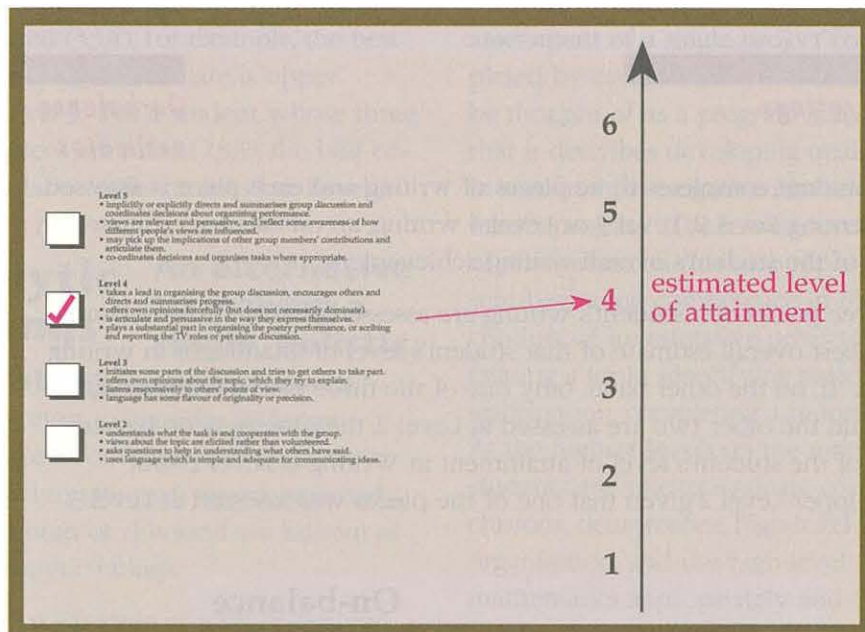 Level 5
• implicitly or explicitly directs and summarises group discussion and
coordinates decisions about organising performance.
• views are relevant and persuasive, and reflect some awareness of how
different people's views are influenced.
• may pick up the implications of other group members' contributions and
articulate them.
• co-ordinates decisions and organises tasks where appropriate.
Level 4
• takes a lead in organising the group discussion, encourages others and
directs and summarises progress.
• offers own opinions forcefully (but does not necessarily dominate).
• is articulate and persuasive in the way they express themselves.
• plays a substantial part in organising the poetry performance, or scribing
and reporting the TV roles or pet show discussion.
Level 3
• initiates some parts of the discussion and tries to get others to take part.
• offers own opinions about the topic, which they try to explain.
• listens responsively to others' points of view.
• language has some flavour of originality or precision.
Level 2
• understands what the task is and cooperates with the group.
• views about the topic are elicited rather than volunteered.
• asks questions to help in understanding what others have said.
• uses language which is simple and adequate for communicating ideas.
6
5
4
3
2
1
estimated level
of attainment